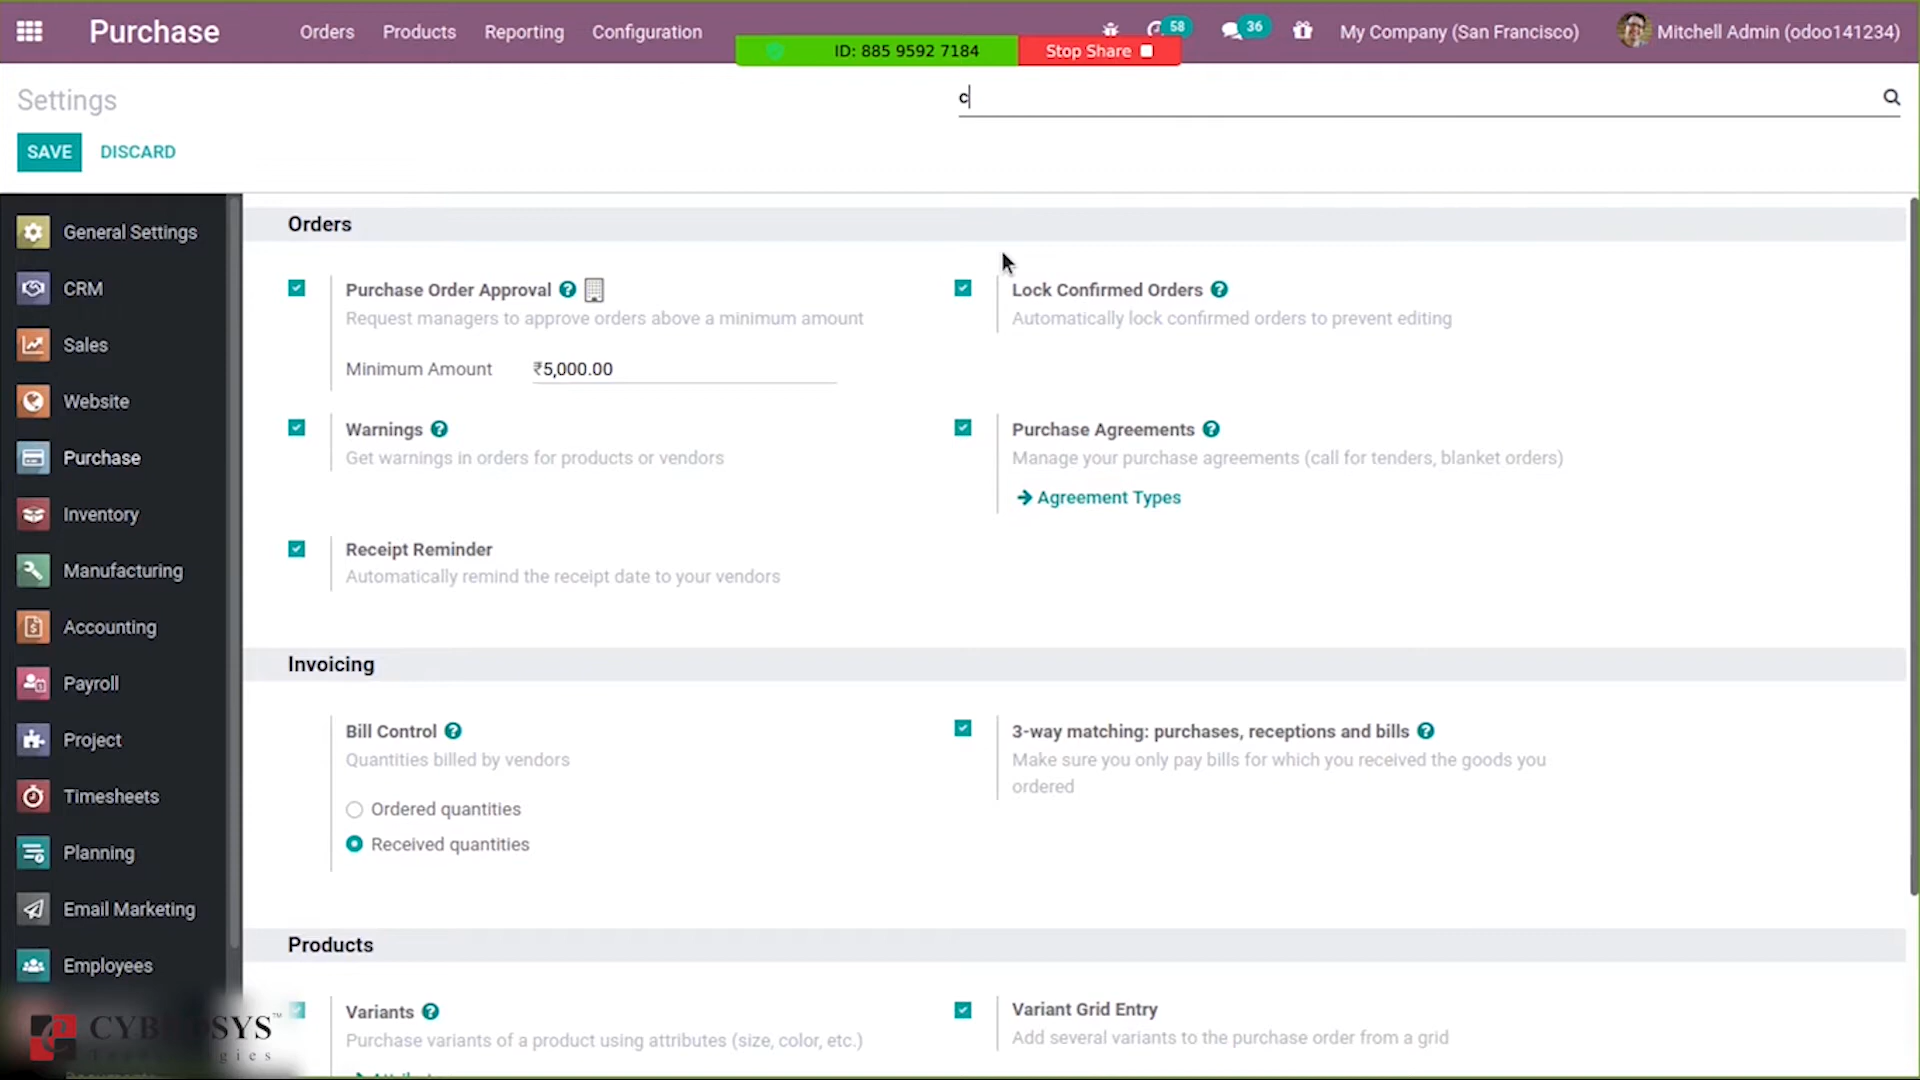 Purchase
Orders
Products
Reporting
Configuration
58
36
My Company (San Francisco)
Mitchell Admin (odoo141234)
ID: 885 9592 7184
Stop Share
Settings
c
SAVE
DISCARD
General Settings
CRM
Sales
Website
Purchase
Inventory
Manufacturing
Accounting
Payroll
Project
Timesheets
Planning
Email Marketing
Employees
Orders
Purchase Order Approval
Request managers to approve orders above a minimum amount
Minimum Amount ₹5,000.00
Lock Confirmed Orders
Automatically lock confirmed orders to prevent editing
Warnings
Get warnings in orders for products or vendors
Purchase Agreements
Manage your purchase agreements (call for tenders, blanket orders)
Agreement Types
Receipt Reminder
Automatically remind the receipt date to your vendors
Invoicing
Bill Control
Quantities billed by vendors
Ordered quantities
Received quantities
3-way matching: purchases, receptions and bills
Make sure you only pay bills for which you received the goods you
ordered
Products
Variants
Purchase variants of a product using attributes (size, color, etc.)
Variant Grid Entry
Add several variants to the purchase order from a grid